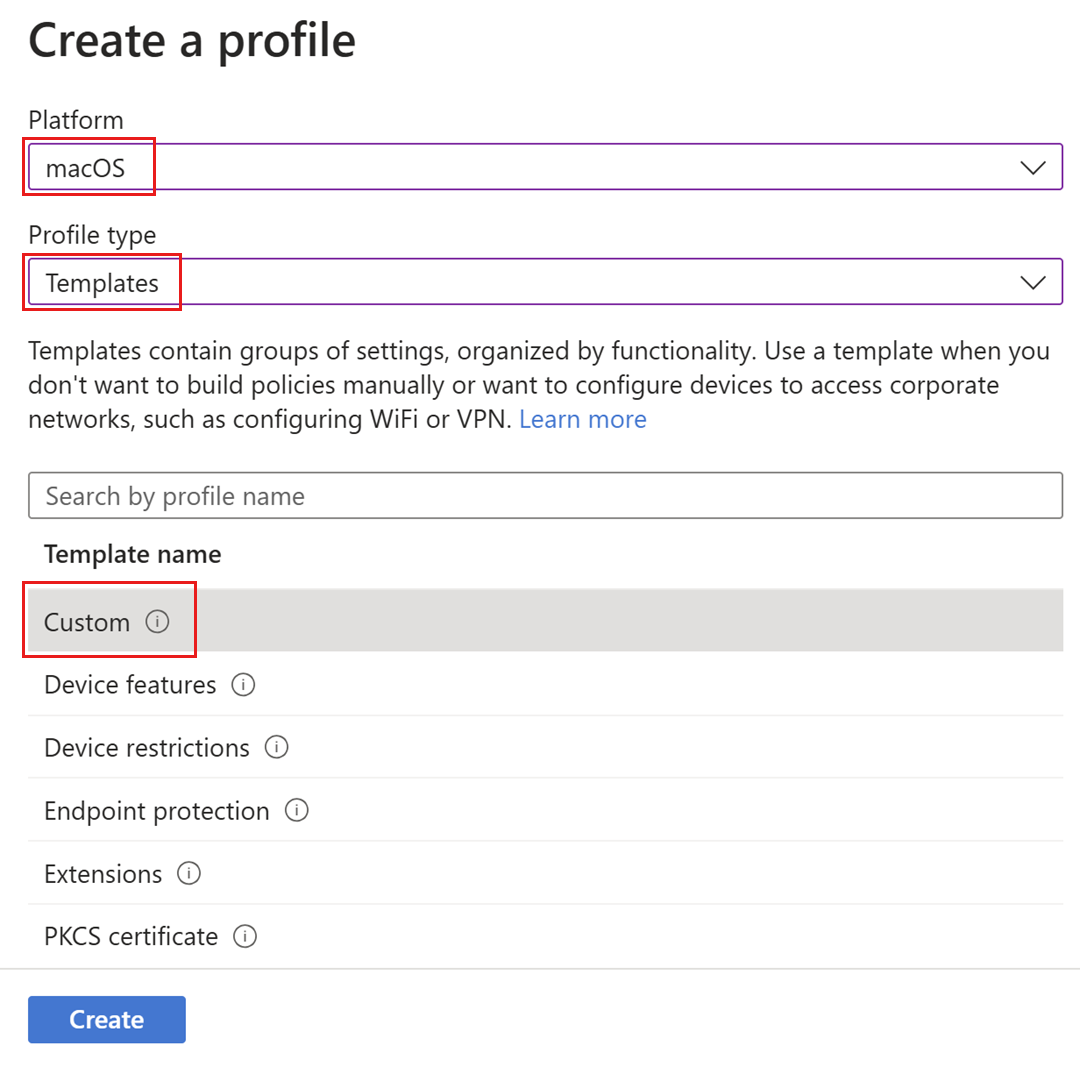 Create a profile
Platform
macOS
Profile type
Templates
Templates contain groups of settings, organized by functionality. Use a template when you
don't want to build policies manually or want to configure devices to access corporate
networks, such as configuring WiFi or VPN. Learn more
Search by profile name
Template name
Custom
Device features
Device restrictions
Endpoint protection
Extensions
PKCS certificate
Create